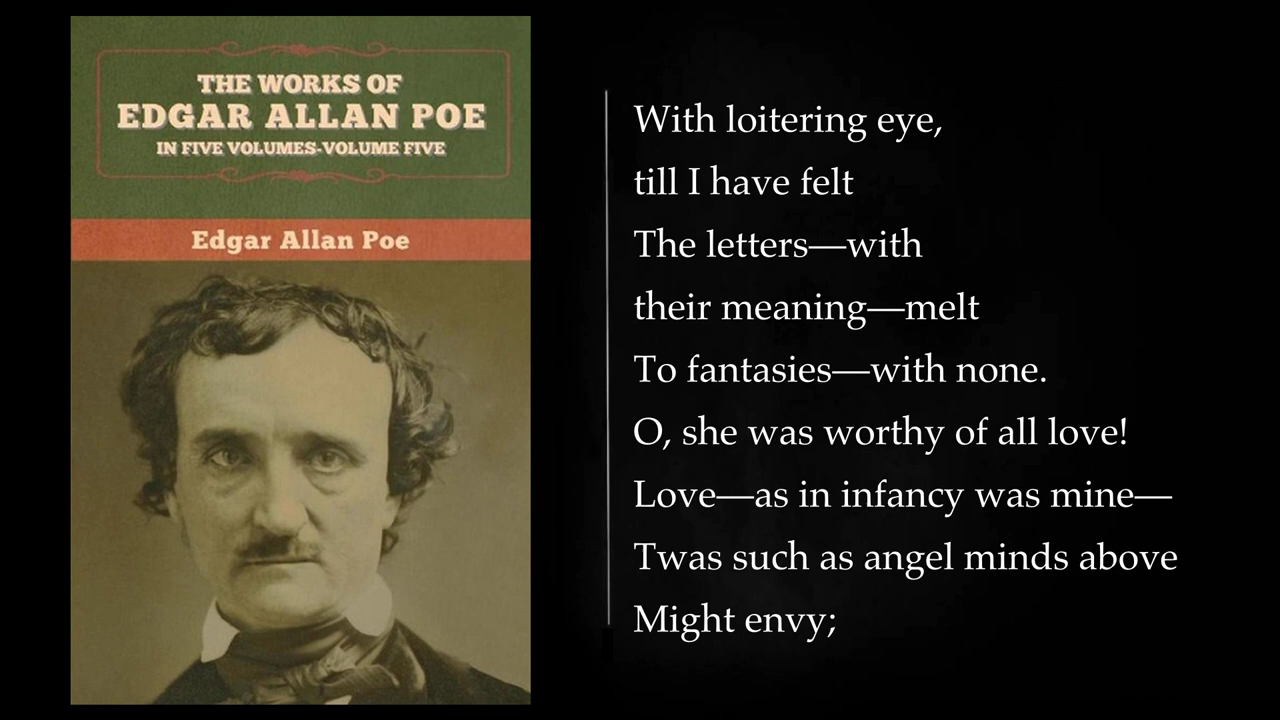 THE WORKS OF
EDGAR ALLAN POE
IN FIVE VOLUMES-VOLUME FIVE
Edgar Allan Poe
With loitering eye,
till I have felt
The letters—with
their meaning—melt
To fantasies—with none.
O, she was worthy of all love!
Love—as in infancy was mine—
Twas such as angel minds above
Might envy;